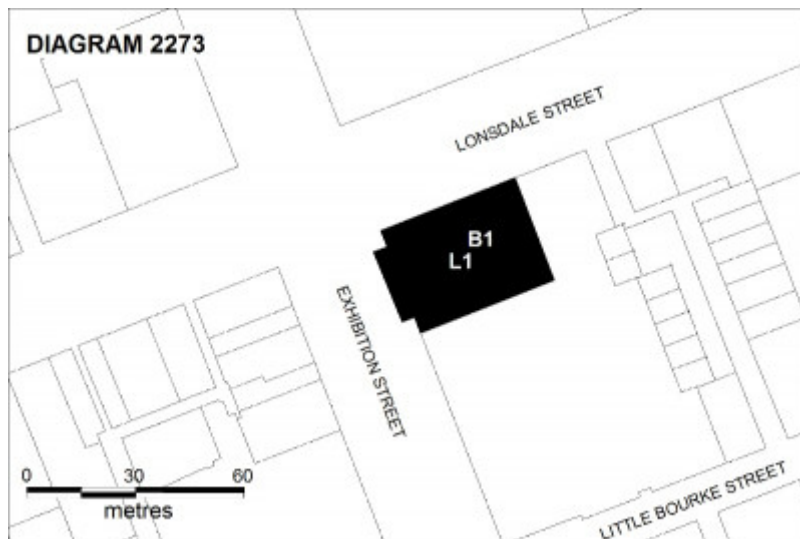 DIAGRAM 2273
LONSDALE STREET
B1
L1
EXHIBITION STREET
0 30 60
metres
LITTLE BOURKE STREET